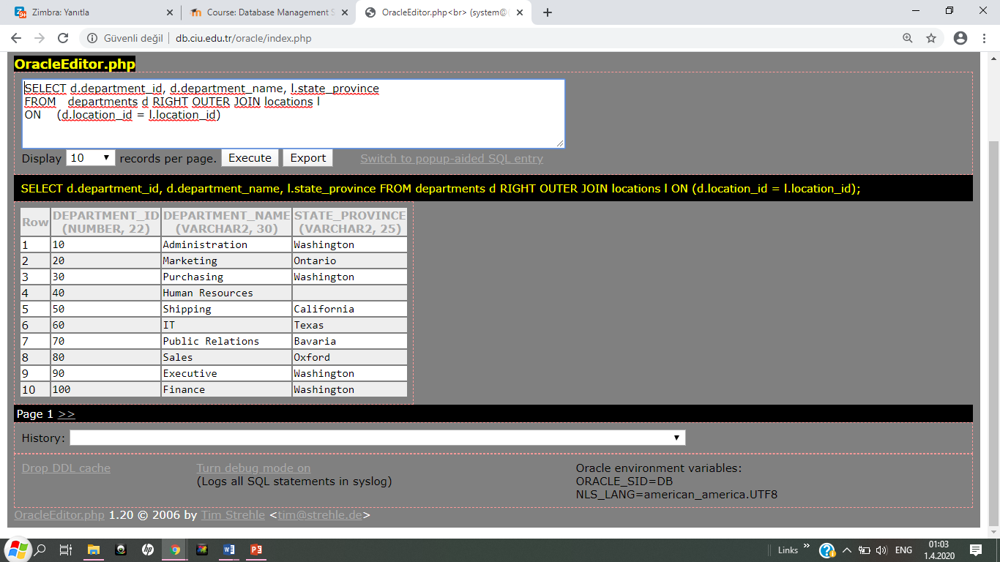 Zimbra: Yanıtla
Course: Database Management S
OracleEditor.php<br> (system@
Güvenli değil | db.ciu.edu.tr/oracle/index.php
OracleEditor.php
SELECT d.department_id, d.department_name, l.state_province
FROM departments d RIGHT OUTER JOIN locations l
ON (d.location_id = l.location_id)
Display 10 records per page. Execute Export Switch to popup-aided SQL entry
SELECT d.department_id, d.department_name, l.state_province FROM departments d RIGHT OUTER JOIN locations l ON (d.location_id = l.location_id);
Row DEPARTMENT_ID (NUMBER, 22) DEPARTMENT_NAME (VARCHAR2, 30) STATE_PROVINCE (VARCHAR2, 25)
1 10 Administration Washington
2 20 Marketing Ontario
3 30 Purchasing Washington
4 40 Human Resources
5 50 Shipping California
6 60 IT Texas
7 70 Public Relations Bavaria
8 80 Sales Oxford
9 90 Executive Washington
10 100 Finance Washington
Page 1 >>
History:
Drop DDL cache
Turn debug mode on
(Logs all SQL statements in syslog)
Oracle environment variables:
ORACLE_SID=DB
NLS_LANG=american_america.UTF8
OracleEditor.php 1.20 © 2006 by Tim Strehle <tim@strehle.de>
Links » ENG 01:03
1.4.2020